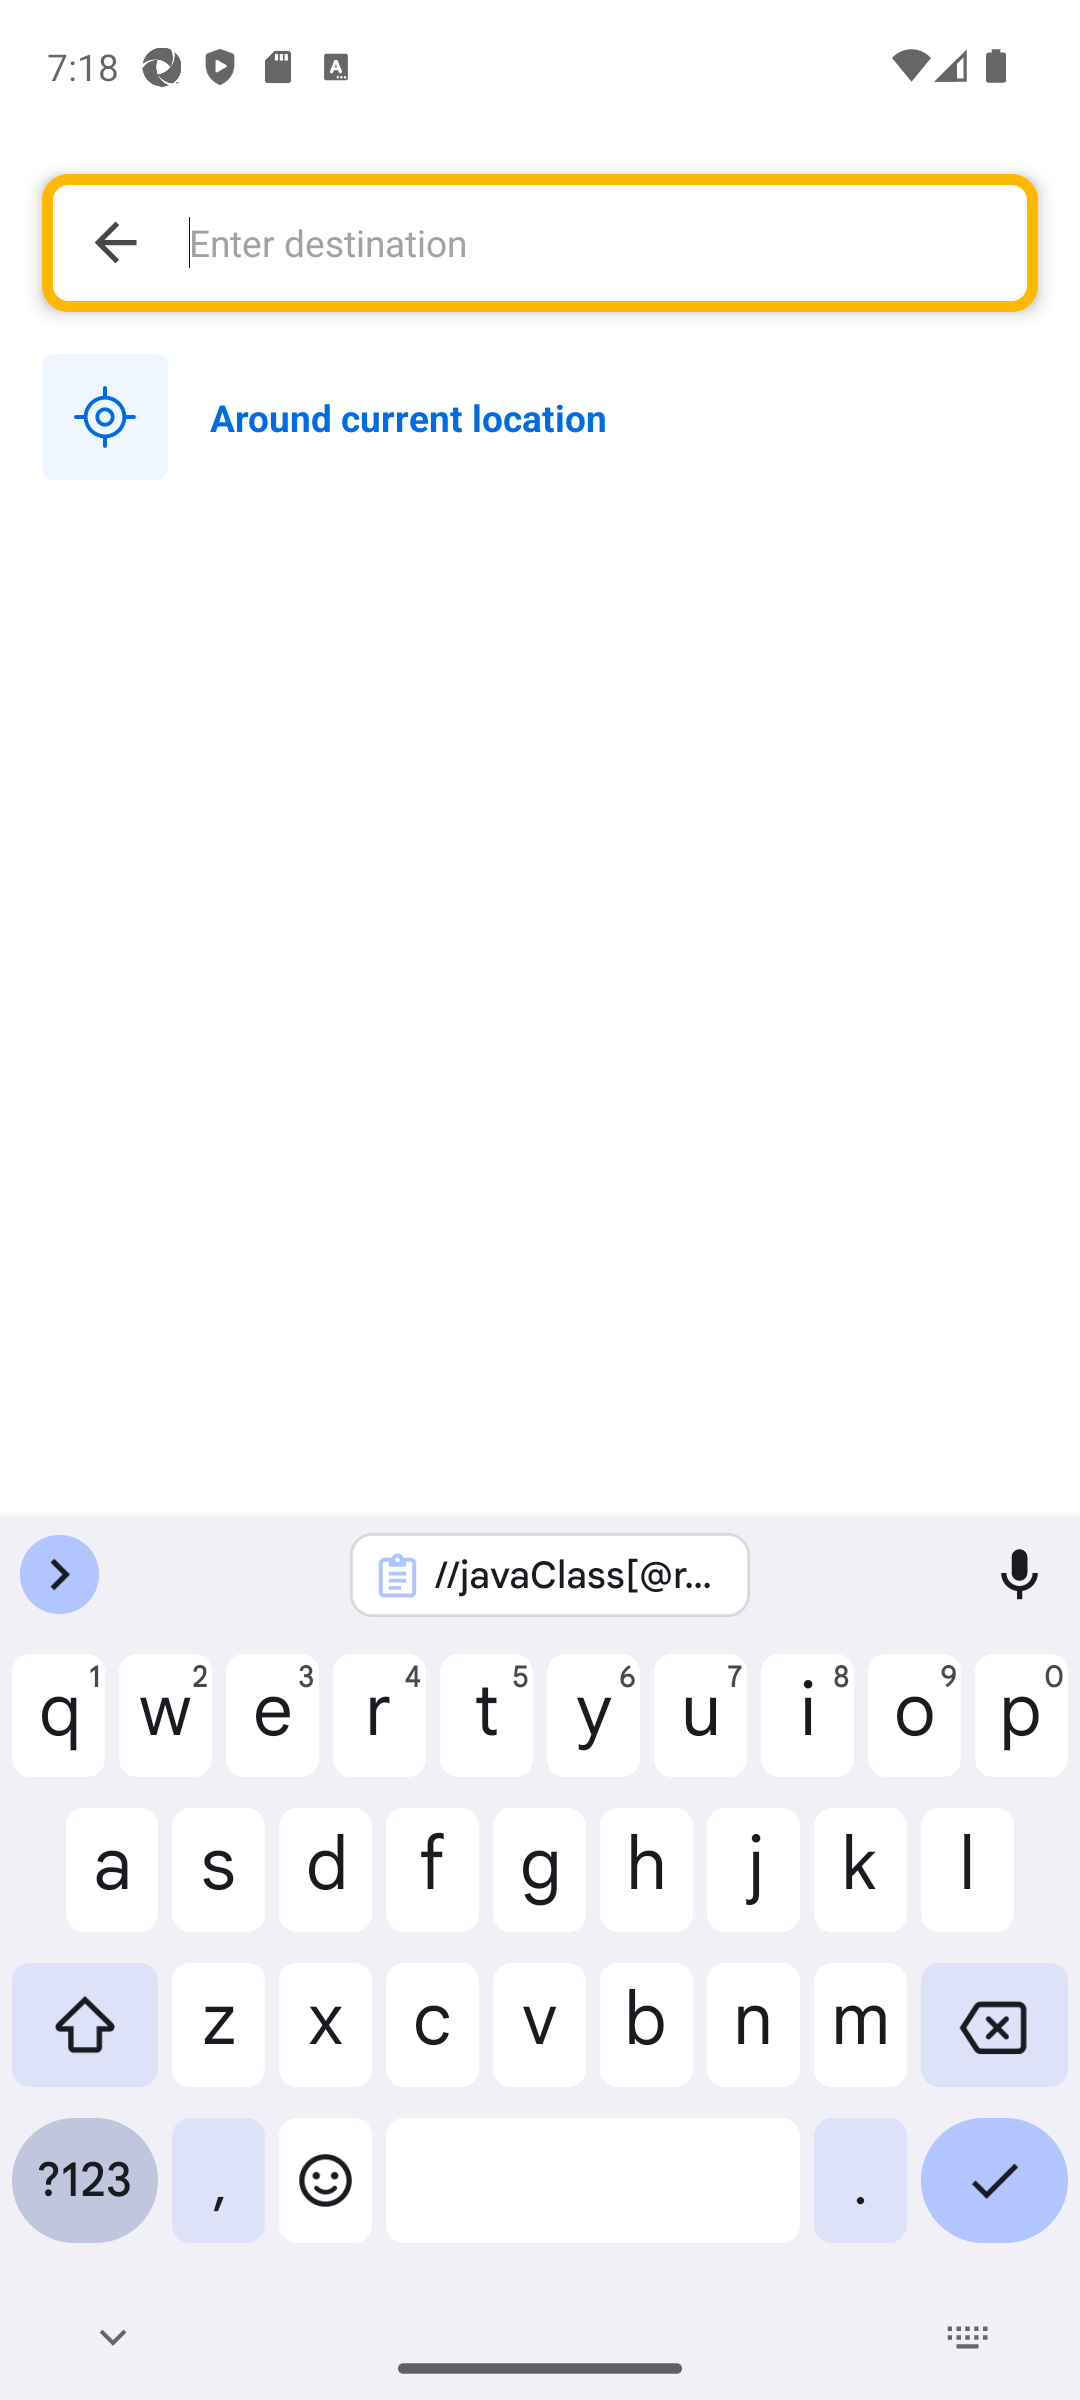 7:18
Enter destination
Around current location
//javaClass[@r...
q 1 w 2 e 3 r 4 t 5 y 6 u 7 i 8 o 9 p 0
a s d f g h j k l
z x c v b n m
?123 , .